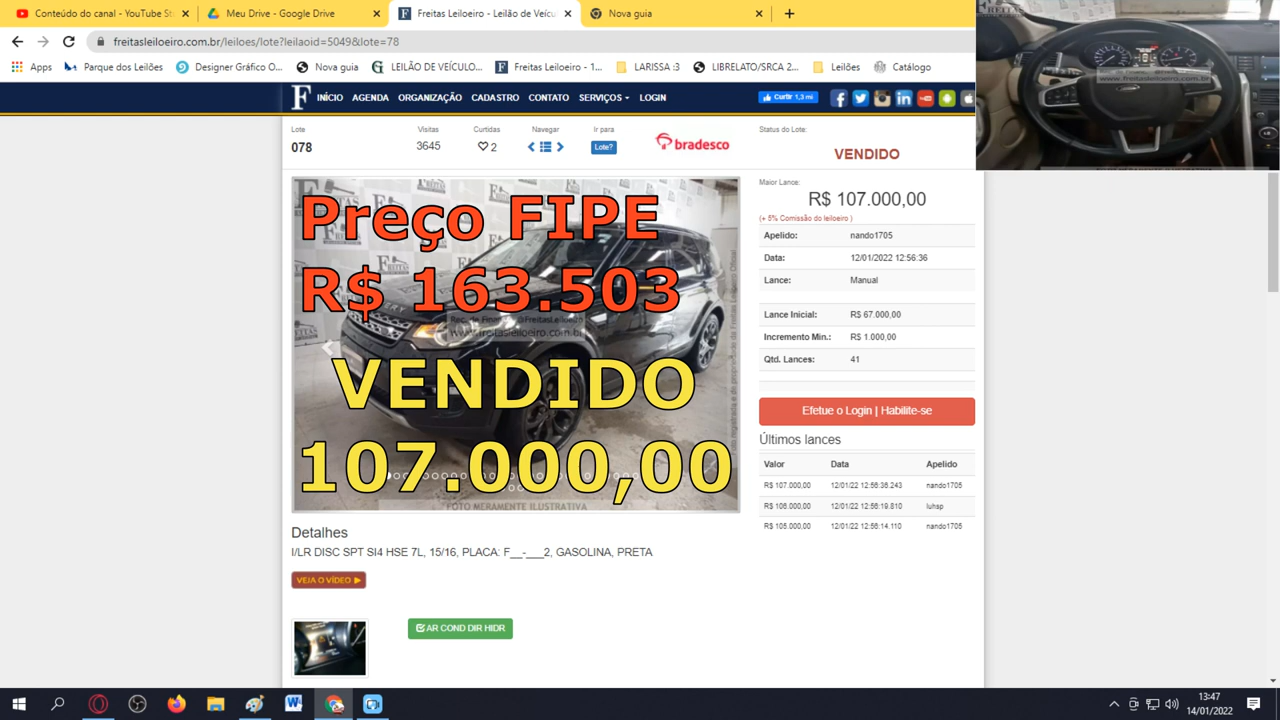 Conteúdo do canal - YouTube St
Meu Drive - Google Drive
Freitas Leiloeiro - Leilão de Veícu
Nova guia
freitasleiloeiro.com.br/leiloes/lote?leilaoid=5049&lote=78
Apps
Parque dos Leilões
Designer Gráfico O...
Nova guia
LEILÃO DE VEÍCULO...
Freitas Leiloeiro - 1...
LARISSA :3
LIBRELATO/SRCA 2...
Leilões
Catálogo
INÍCIO
AGENDA
ORGANIZAÇÃO
CADASTRO
CONTATO
SERVIÇOS
LOGIN
Curtir 1,3 mi
Lote
078
Visitas
3645
Curtidas
2
Navegar
Ir para
Lote?
bradesco
Status do Lote:
VENDIDO
Preço FIPE
R$ 163.503
VENDIDO
107.000,00
www.freitasleiloeiro.com.br
FOTO MERAMENTE ILUSTRATIVA
Maior Lance:
R$ 107.000,00
(+ 5% Comissão do leiloeiro )
Apelido: nando1705
Data: 12/01/2022 12:56:36
Lance: Manual
Lance Inicial: R$ 67.000,00
Incremento Min.: R$ 1.000,00
Qtd. Lances: 41
Efetue o Login | Habilite-se
Últimos lances
Valor Data Apelido
R$ 107.000,00 12/01/22 12:56:36.243 nando1705
R$ 106.000,00 12/01/22 12:56:19.810 luhsp
R$ 105.000,00 12/01/22 12:56:14.110 nando1705
Detalhes
I/LR DISC SPT SI4 HSE 7L, 15/16, PLACA: F__-___2, GASOLINA, PRETA
VEJA O VÍDEO
AR COND DIR HIDR
www.freitasleiloeiro.com.br
13:47
14/01/2022